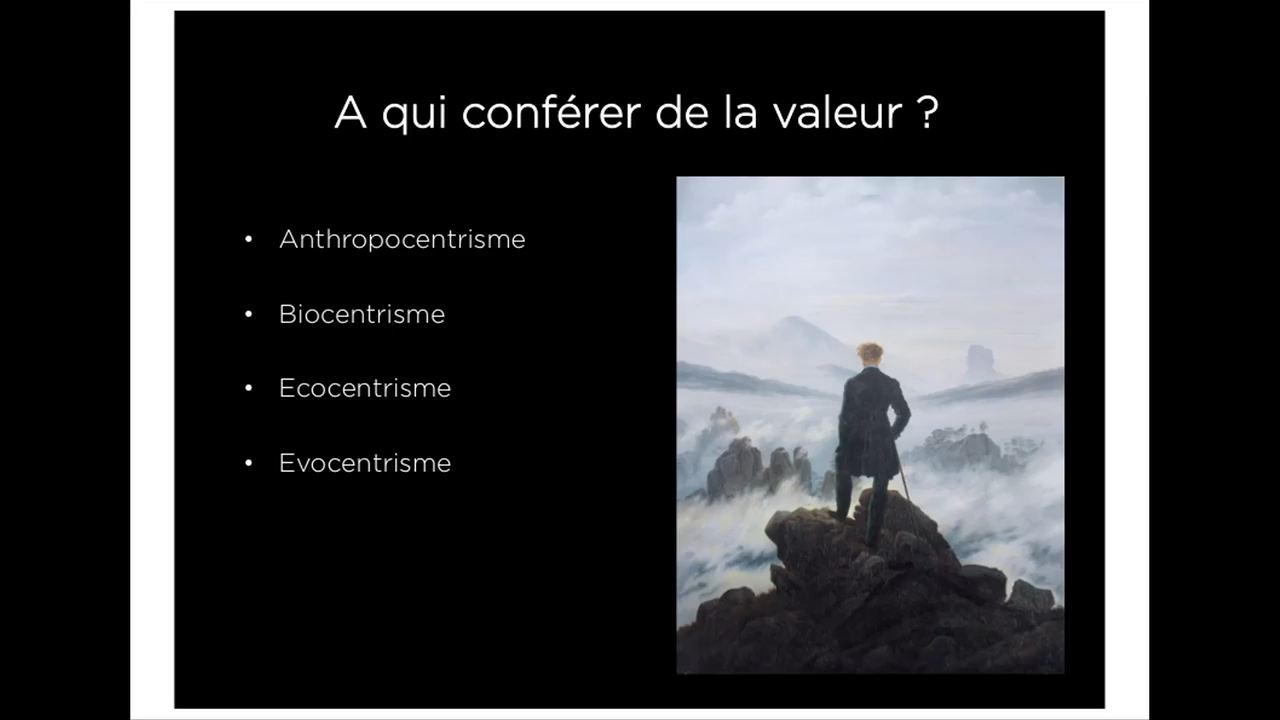 A qui conférer de la valeur ?
• Anthropocentrisme
• Biocentrisme
• Ecocentrisme
• Evocentrisme